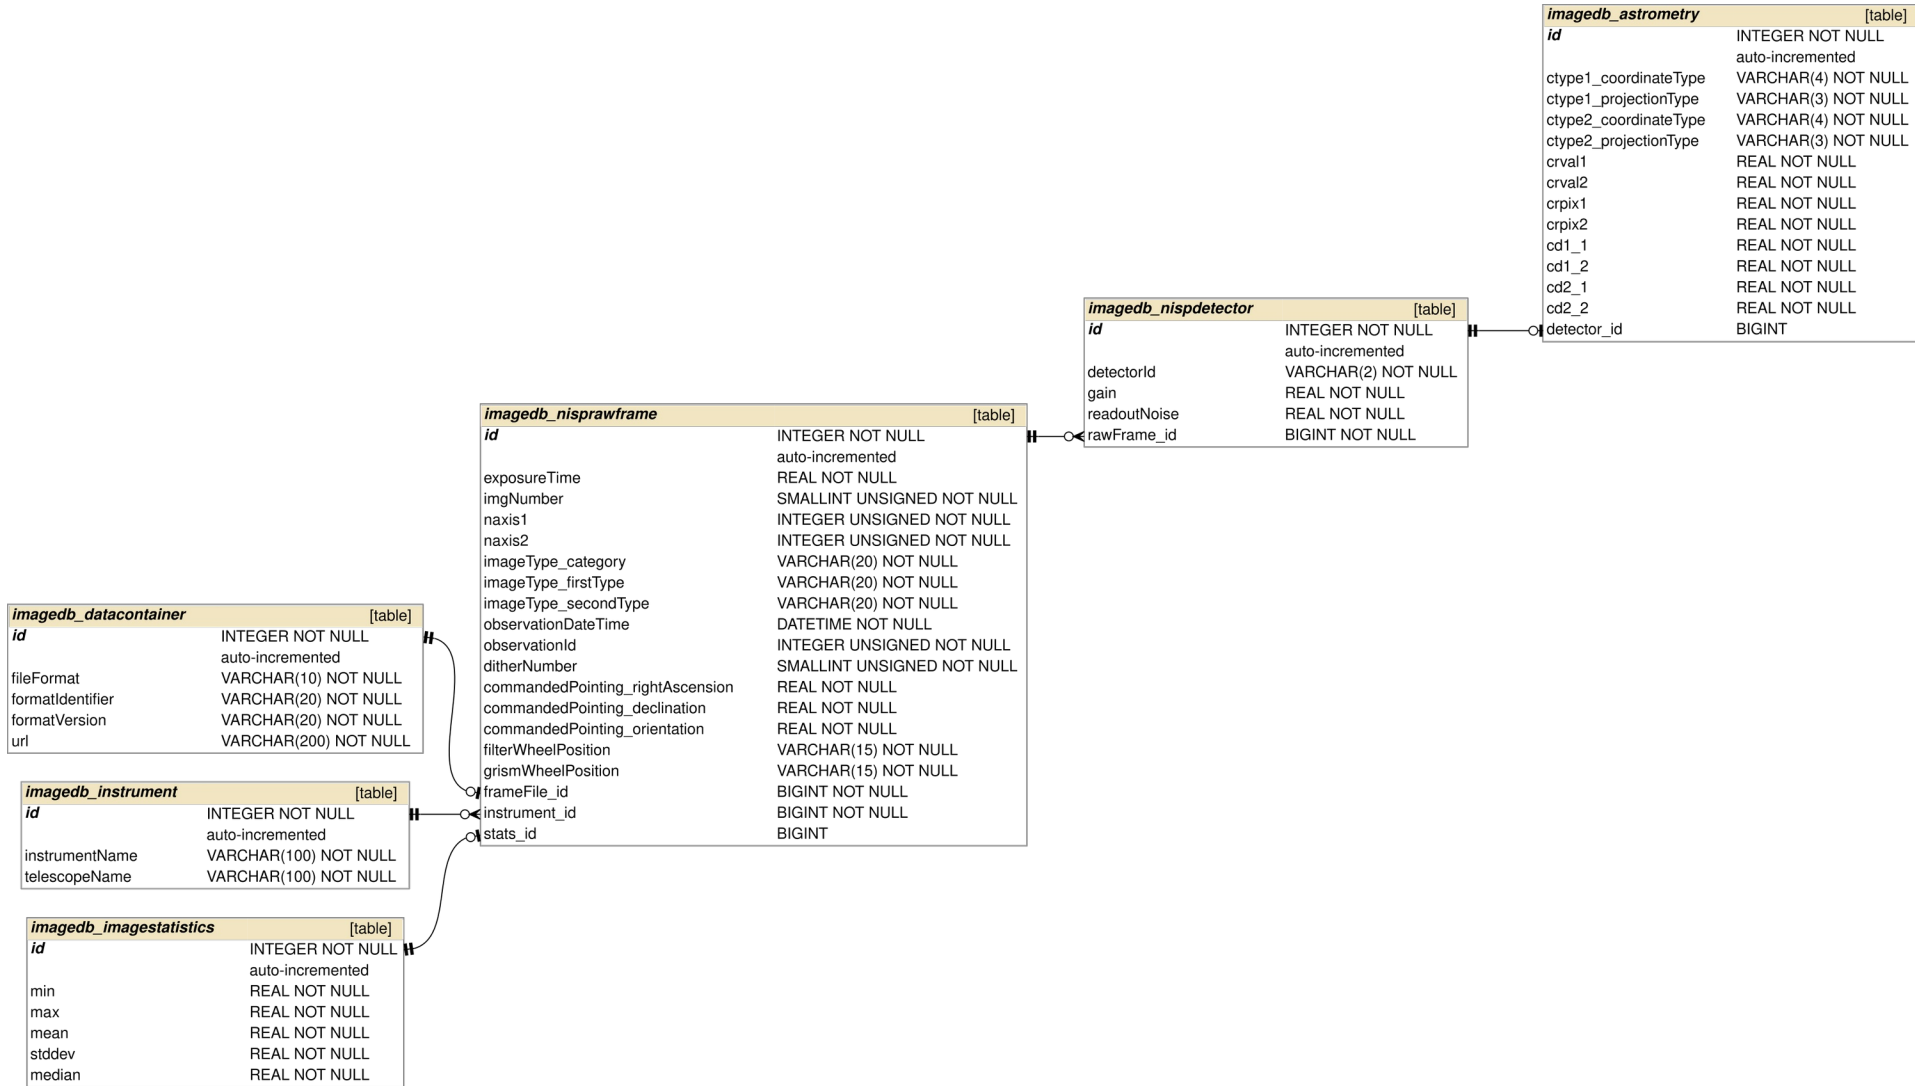 imagedb_astrometry [table]
id INTEGER NOT NULL
auto-incremented
ctype1_coordinateType VARCHAR(4) NOT NULL
ctype1_projectionType VARCHAR(3) NOT NULL
ctype2_coordinateType VARCHAR(4) NOT NULL
ctype2_projectionType VARCHAR(3) NOT NULL
crval1 REAL NOT NULL
crval2 REAL NOT NULL
crpix1 REAL NOT NULL
crpix2 REAL NOT NULL
cd1_1 REAL NOT NULL
cd1_2 REAL NOT NULL
cd2_1 REAL NOT NULL
cd2_2 REAL NOT NULL
detector_id BIGINT
imagedb_nispdetector [table]
id INTEGER NOT NULL
auto-incremented
detectorId VARCHAR(2) NOT NULL
gain REAL NOT NULL
readoutNoise REAL NOT NULL
rawFrame_id BIGINT NOT NULL
imagedb_nisprawframe [table]
id INTEGER NOT NULL
auto-incremented
exposureTime REAL NOT NULL
imgNumber SMALLINT UNSIGNED NOT NULL
naxis1 INTEGER UNSIGNED NOT NULL
naxis2 INTEGER UNSIGNED NOT NULL
imageType_category VARCHAR(20) NOT NULL
imageType_firstType VARCHAR(20) NOT NULL
imageType_secondType VARCHAR(20) NOT NULL
observationDateTime DATETIME NOT NULL
observationId INTEGER UNSIGNED NOT NULL
ditherNumber SMALLINT UNSIGNED NOT NULL
commandedPointing_rightAscension REAL NOT NULL
commandedPointing_declination REAL NOT NULL
commandedPointing_orientation REAL NOT NULL
filterWheelPosition VARCHAR(15) NOT NULL
grismWheelPosition VARCHAR(15) NOT NULL
frameFile_id BIGINT NOT NULL
instrument_id BIGINT NOT NULL
stats_id BIGINT
imagedb_datacontainer [table]
id INTEGER NOT NULL
auto-incremented
fileFormat VARCHAR(10) NOT NULL
formatIdentifier VARCHAR(20) NOT NULL
formatVersion VARCHAR(20) NOT NULL
url VARCHAR(200) NOT NULL
imagedb_instrument [table]
id INTEGER NOT NULL
auto-incremented
instrumentName VARCHAR(100) NOT NULL
telescopeName VARCHAR(100) NOT NULL
imagedb_imagestatistics [table]
id INTEGER NOT NULL
auto-incremented
min REAL NOT NULL
max REAL NOT NULL
mean REAL NOT NULL
stddev REAL NOT NULL
median REAL NOT NULL